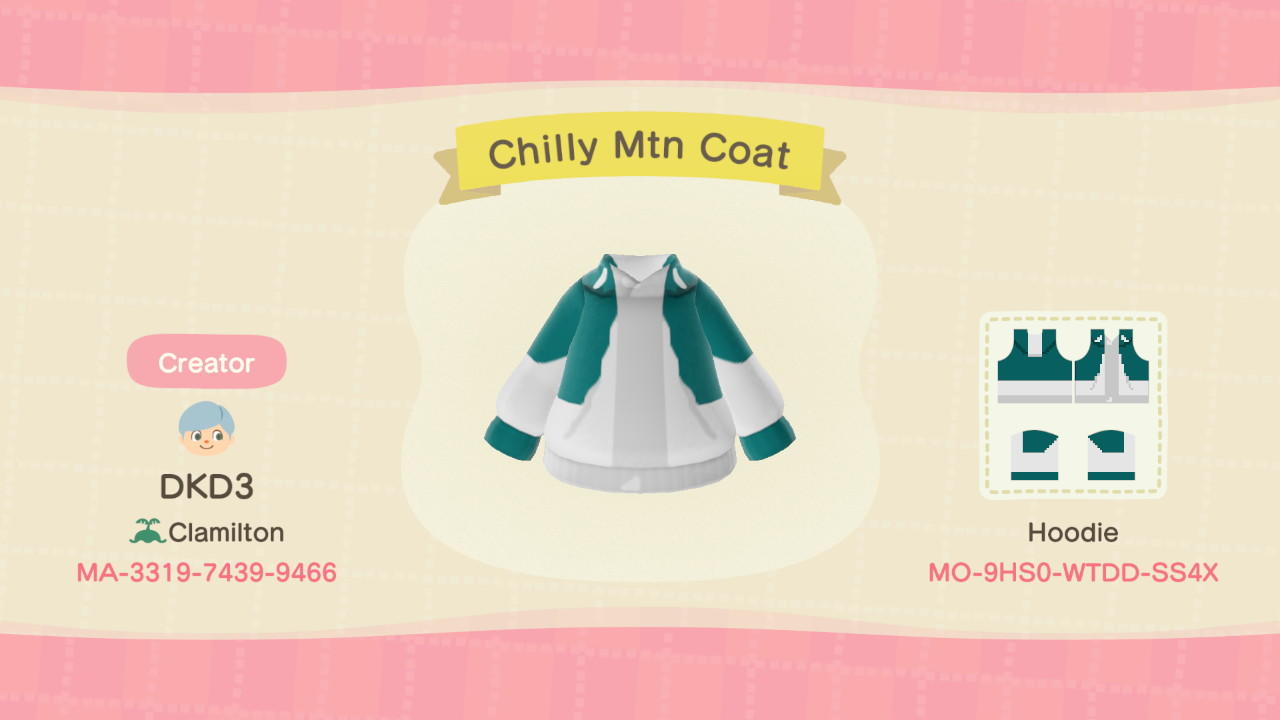 Chilly Mtn Coat
Creator
DKD3
Clamilton
MA-3319-7439-9466
Hoodie
MO-9HS0-WTDD-SS4X